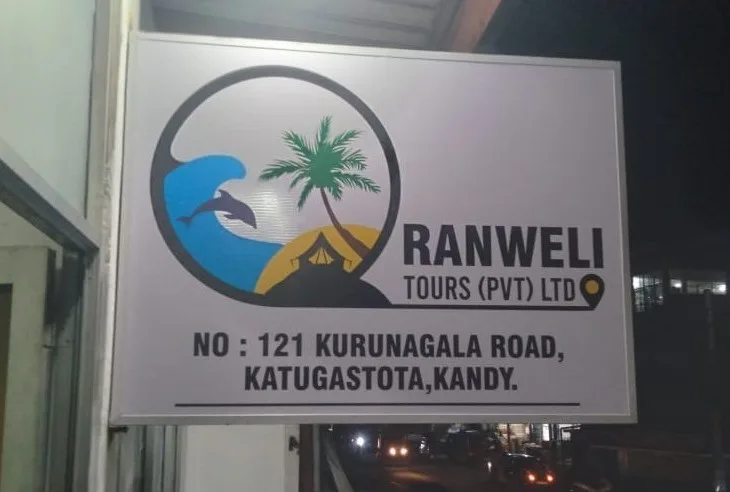 RANWELI
TOURS (PVT) LTD
NO : 121 KURUNAGALA ROAD,
KATUGASTOTA,KANDY.